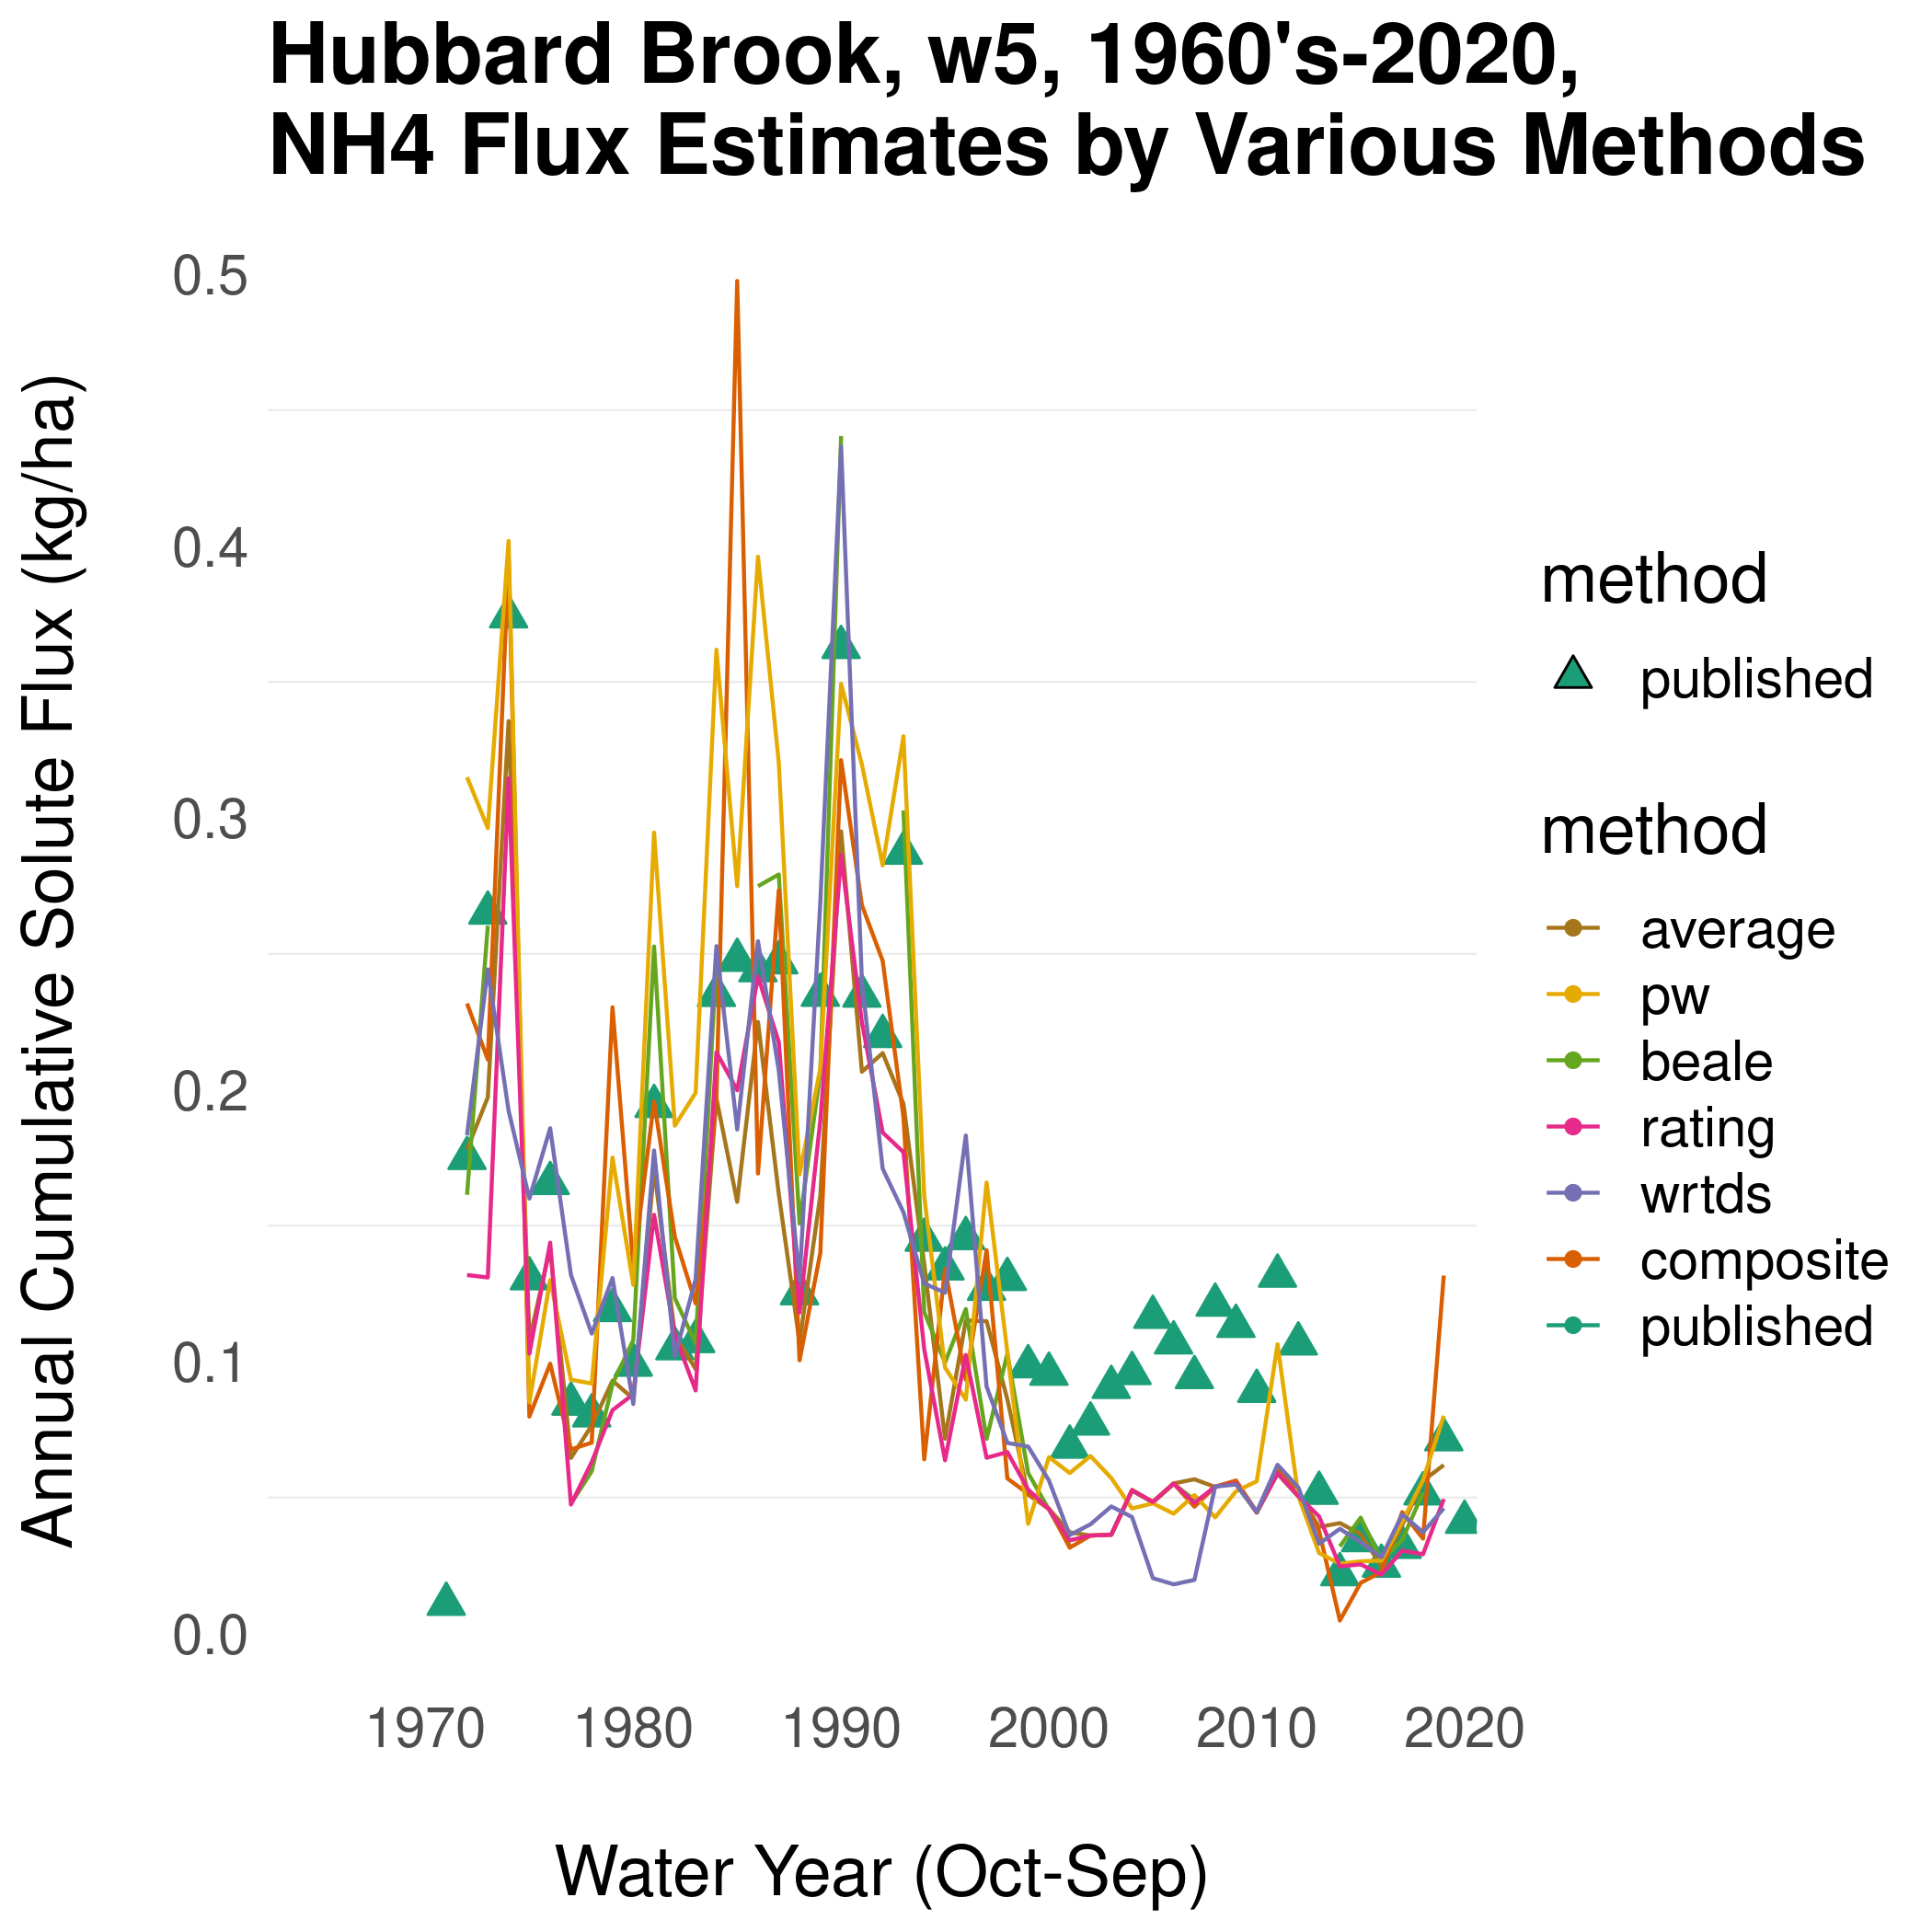 Hubbard Brook, w5, 1960's-2020,
NH4 Flux Estimates by Various Methods
Annual Cumulative Solute Flux (kg/ha)
0.5
0.4
0.3
0.2
0.1
0.0
1970 1980 1990 2000 2010 2020
Water Year (Oct-Sep)
method
published
method
average
pw
beale
rating
wrtds
composite
published